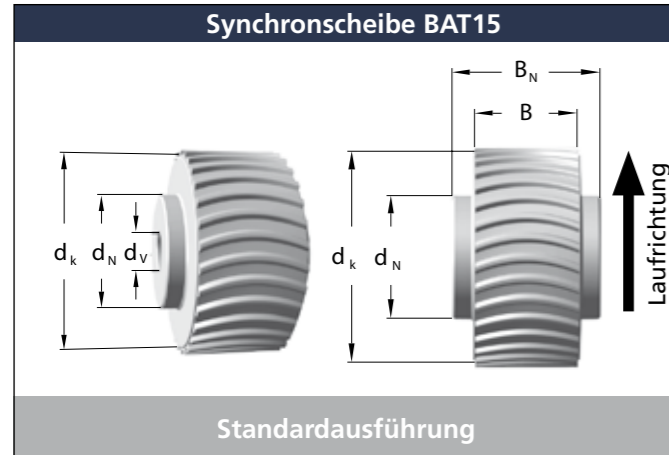 Synchronscheibe BAT15
B_N
B
d_k d_N d_V
d_k d_N
Laufrichtung
Standardausführung